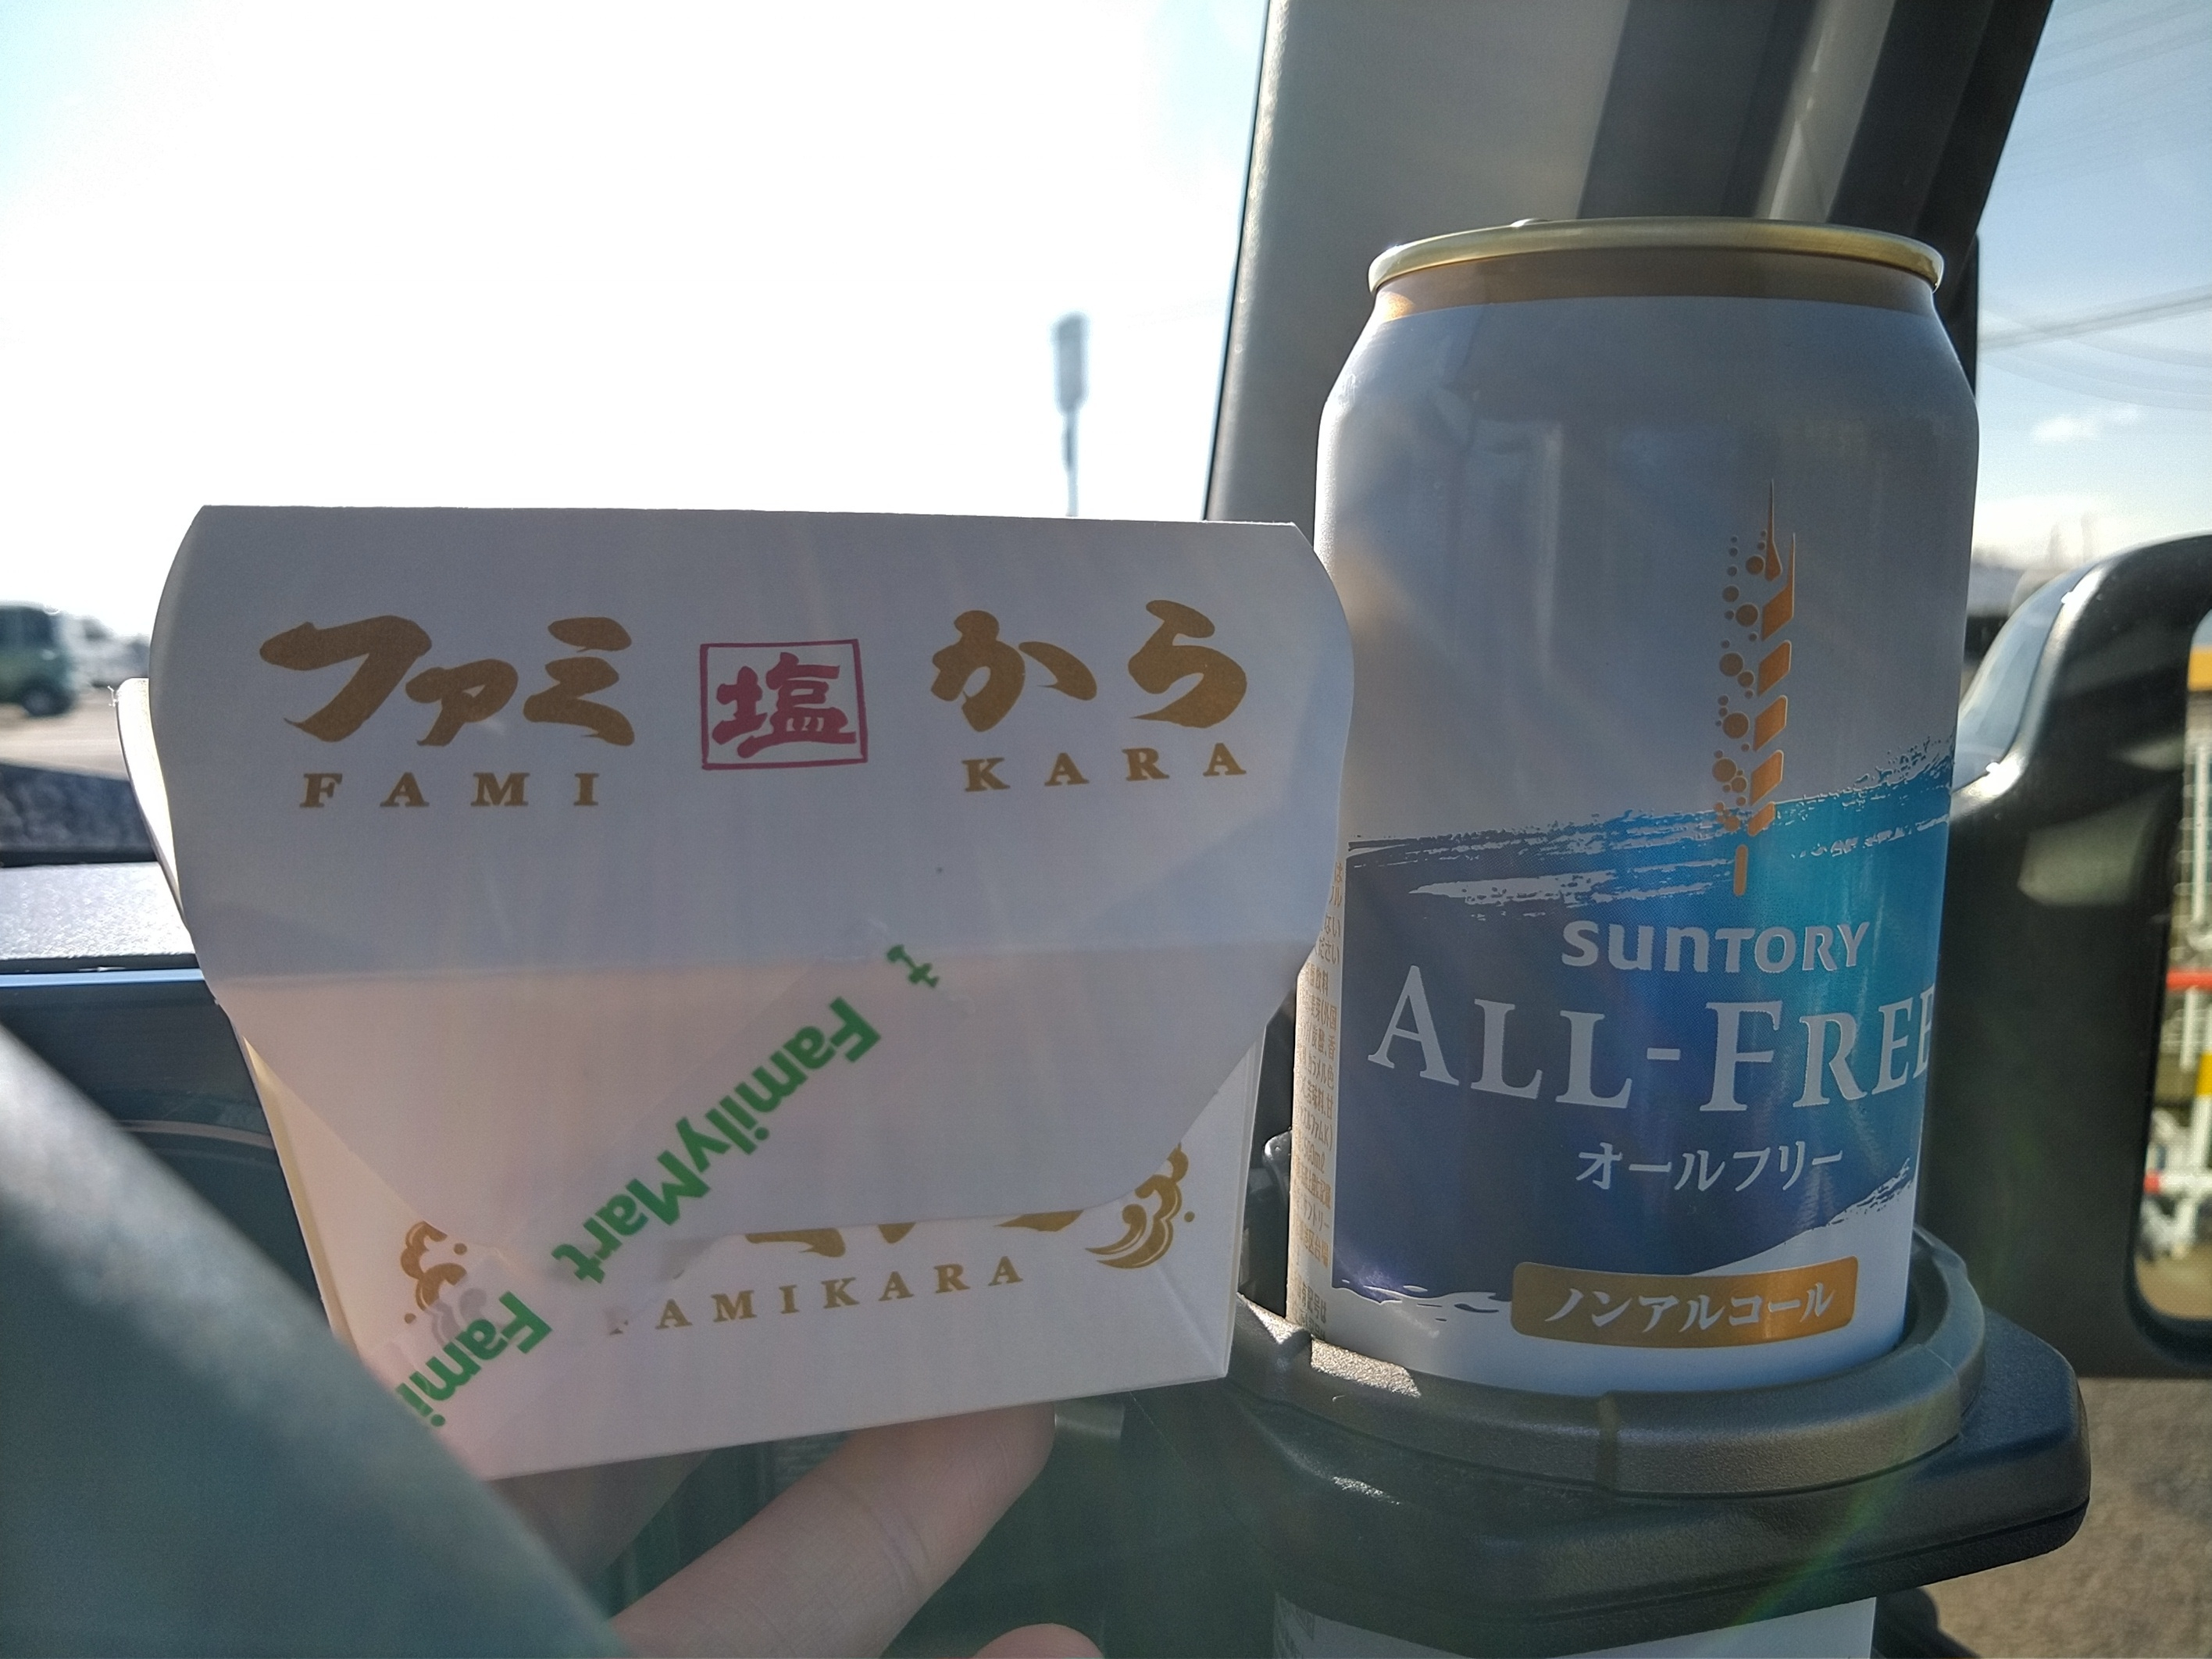 ファミ 塩 から
FAMI KARA
t
FamilyMart
Fami
FAMIKARA
SUNTORY
ALL-FREE
オールフリー
ノンアルコール